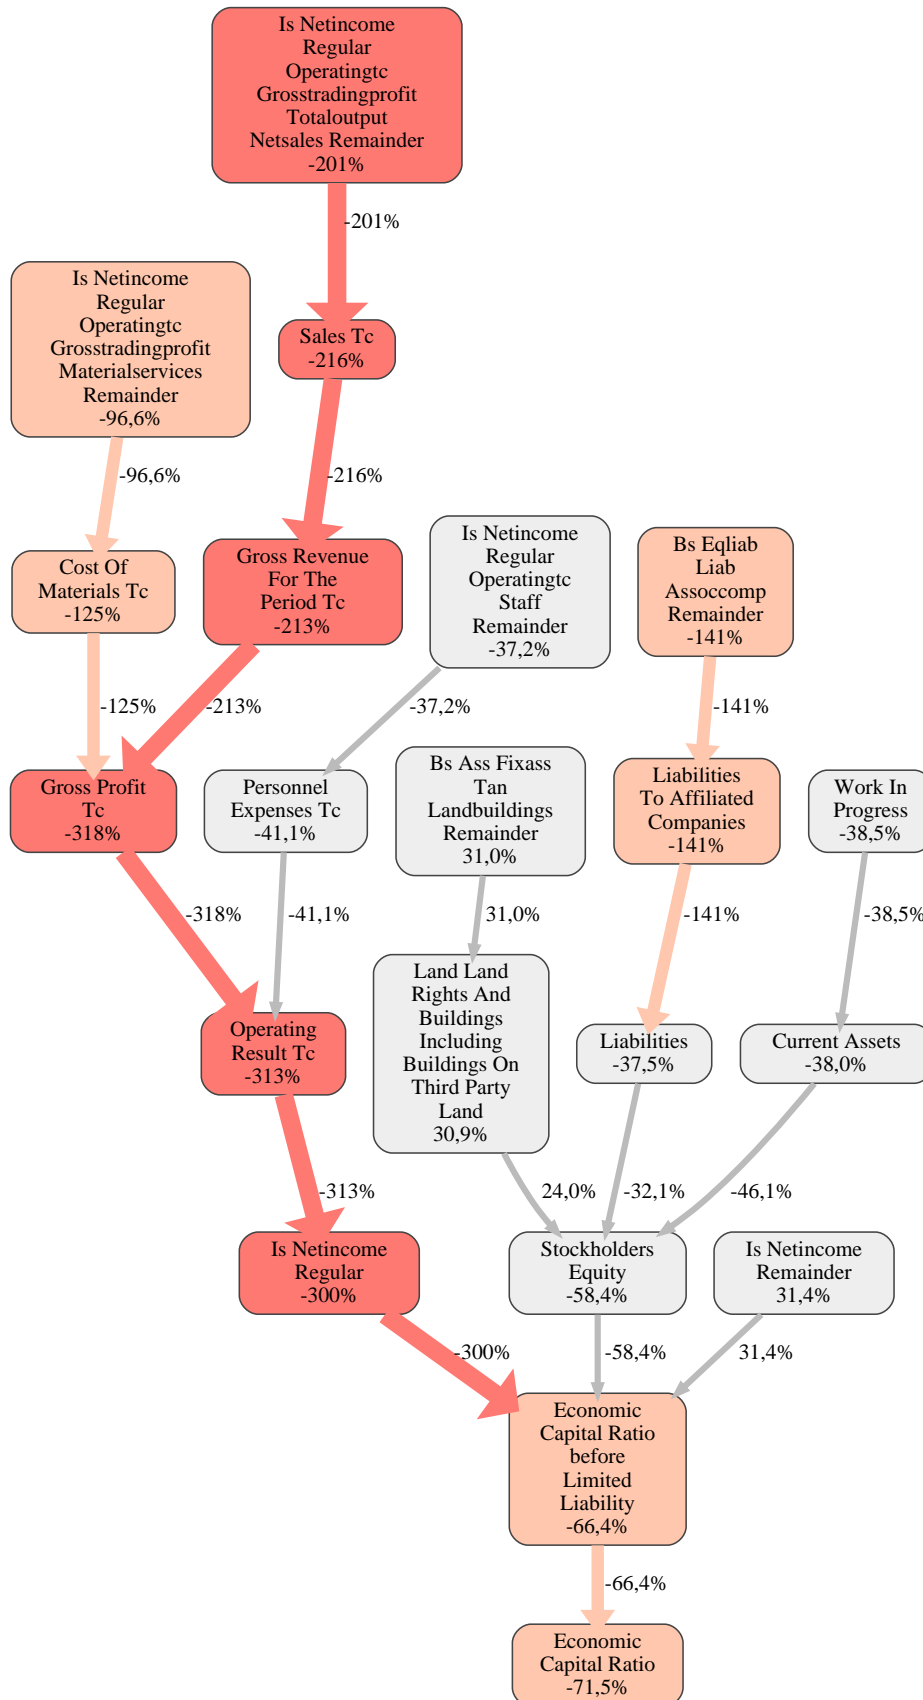 Is Netincome
Regular
Operatingtc
Grosstradingprofit
Totaloutput
Netsales Remainder
-201%
-201%
Is Netincome
Regular
Operatingtc
Grosstradingprofit
Materialservices
Remainder
-96,6%
Sales Tc
-216%
-96,6%
-216%
Cost Of
Materials Tc
-125%
Gross Revenue
For The
Period Tc
-213%
Is Netincome
Regular
Operatingtc
Staff
Remainder
-37,2%
Bs Eqliab
Liab
Assoccomp
Remainder
-141%
-125%
-213%
-37,2%
-141%
Gross Profit
Tc
-318%
Personnel
Expenses Tc
-41,1%
Bs Ass Fixass
Tan
Landbuildings
Remainder
31,0%
Liabilities
To Affiliated
Companies
-141%
Work In
Progress
-38,5%
-318%
-41,1%
31,0%
-141%
-38,5%
Operating
Result Tc
-313%
Land Land
Rights And
Buildings
Including
Buildings On
Third Party
Land
30,9%
Liabilities
-37,5%
Current Assets
-38,0%
-313%
24,0%
-32,1%
-46,1%
Is Netincome
Regular
-300%
Stockholders
Equity
-58,4%
Is Netincome
Remainder
31,4%
-300%
-58,4%
31,4%
Economic
Capital Ratio
before
Limited
Liability
-66,4%
-66,4%
Economic
Capital Ratio
-71,5%